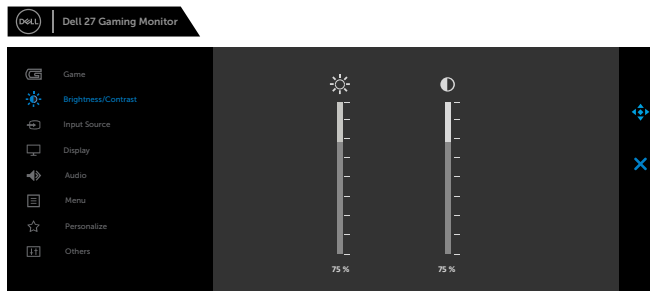 DELL
Dell 27 Gaming Monitor
Game
Brightness/Contrast
Input Source
Display
Audio
Menu
Personalize
Others
75 %
75 %